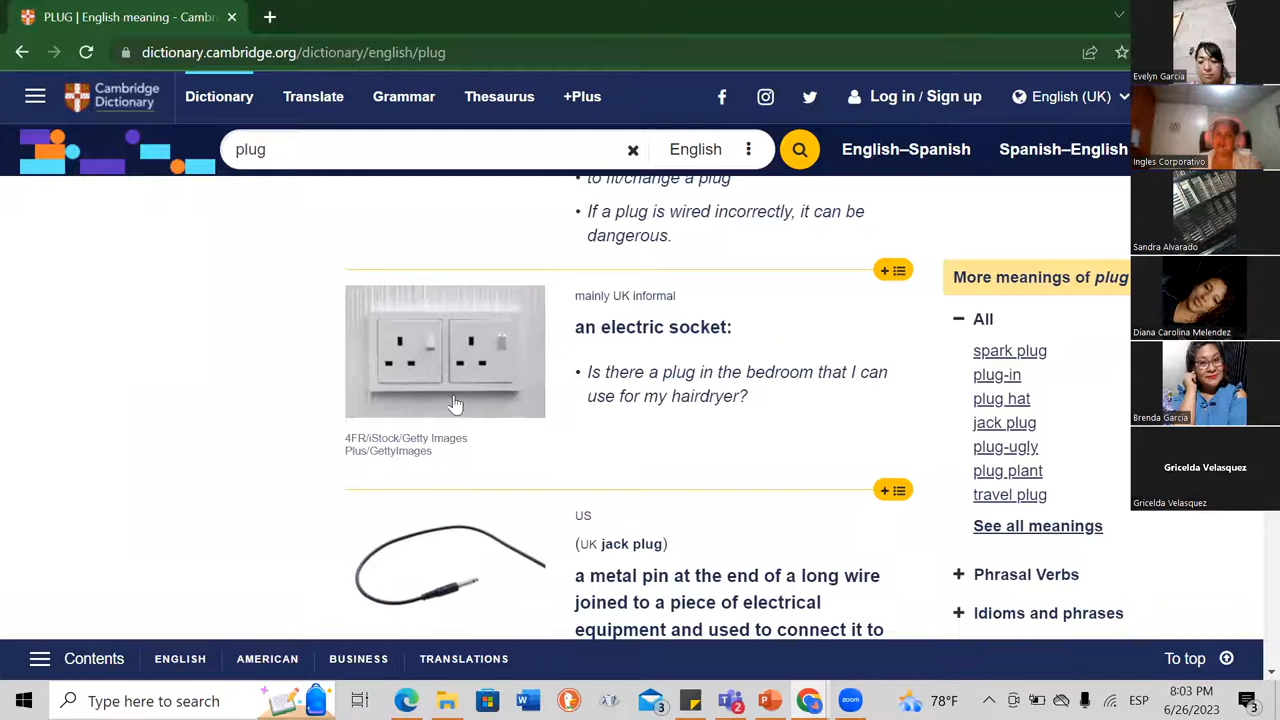 PLUG | English meaning - Cambr
dictionary.cambridge.org/dictionary/english/plug
Cambridge
Dictionary
Dictionary Translate Grammar Thesaurus +Plus
Log in / Sign up
English (UK)
plug
English
English–Spanish
Spanish–English
to fit/change a plug
• If a plug is wired incorrectly, it can be
dangerous.
mainly UK informal
an electric socket:
• Is there a plug in the bedroom that I can
use for my hairdryer?
4FR/iStock/Getty Images
Plus/GettyImages
US
(UK jack plug)
a metal pin at the end of a long wire
joined to a piece of electrical
equipment and used to connect it to
More meanings of plug
All
spark plug
plug-in
plug hat
jack plug
plug-ugly
plug plant
travel plug
See all meanings
Phrasal Verbs
Idioms and phrases
Contents
ENGLISH AMERICAN BUSINESS TRANSLATIONS
To top
Evelyn Garcia
Ingles Corporativo
Sandra Alvarado
Diana Carolina Melendez
Brenda Garcia
Gricelda Velasquez
Gricelda Velasquez
Type here to search
3
2
zoom
78°F
ESP
8:03 PM
6/26/2023
3